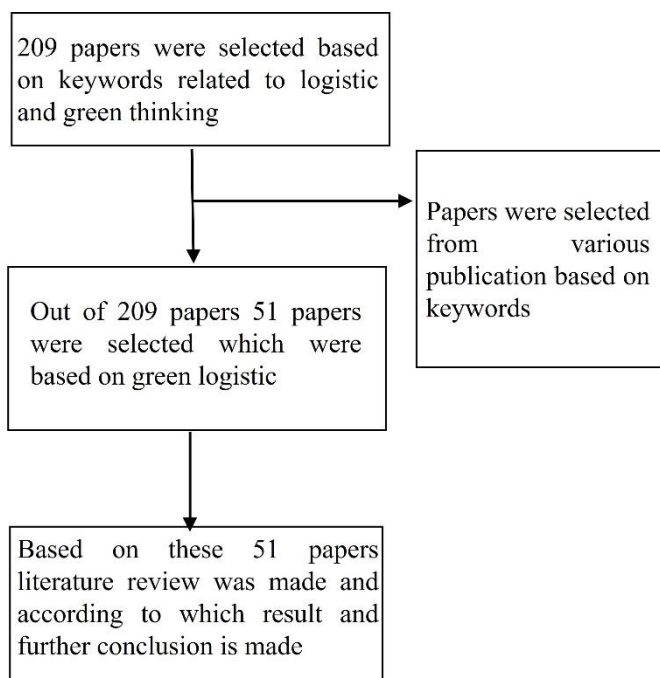 209 papers were selected based
on keywords related to logistic
and green thinking
Papers were selected
from various
publication based on
keywords
Out of 209 papers 51 papers
were selected which were
based on green logistic
Based on these 51 papers
literature review was made and
according to which result and
further conclusion is made